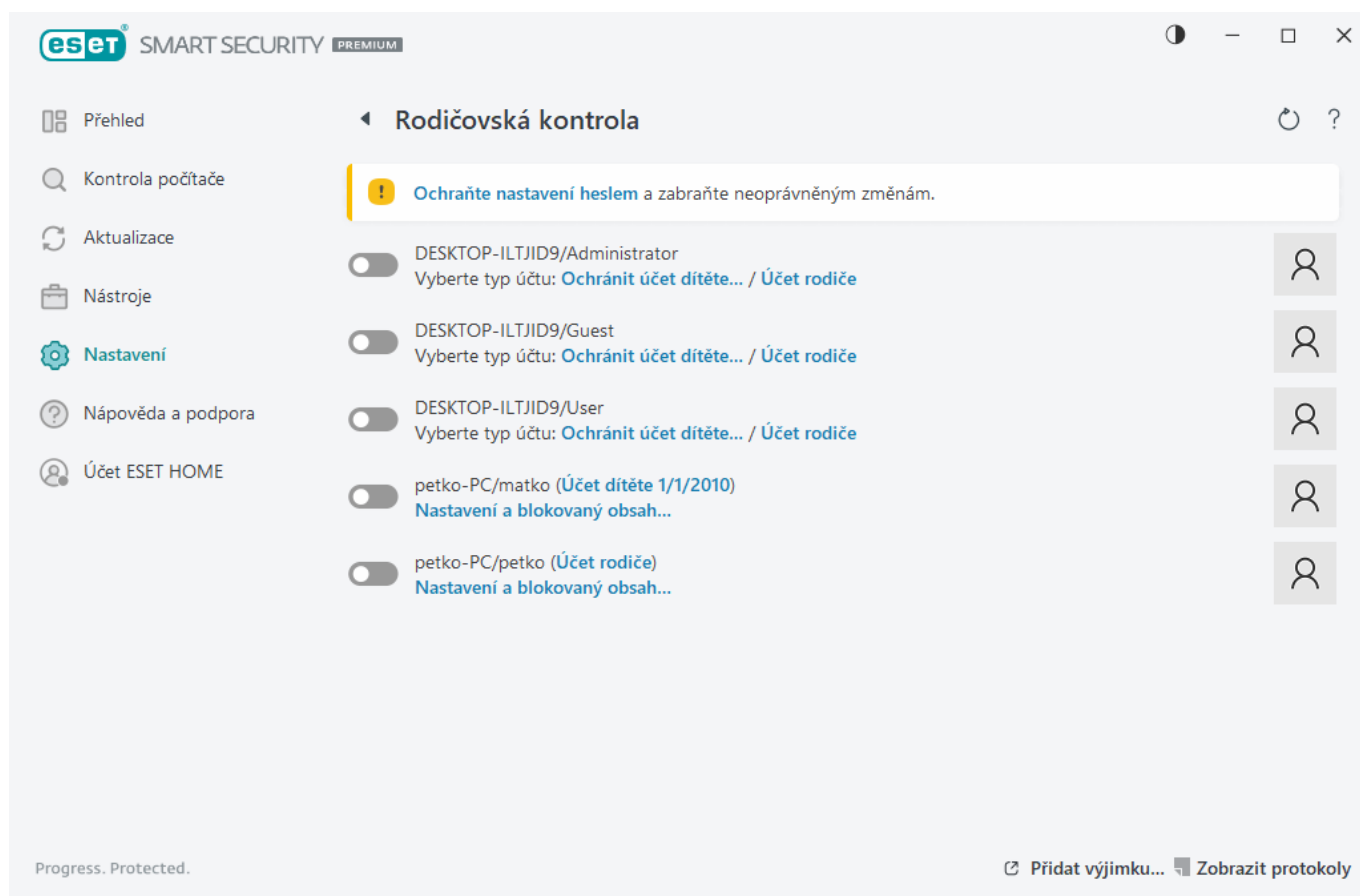 eset® SMART SECURITY PREMIUM
Přehled
Kontrola počítače
Aktualizace
Nástroje
Nastavení
Nápověda a podpora
Účet ESET HOME
Rodičovská kontrola
?
! Ochraňte nastavení heslem a zabraňte neoprávněným změnám.
DESKTOP-ILTJID9/Administrator
Vyberte typ účtu: Ochránit účet dítěte... / Účet rodiče
DESKTOP-ILTJID9/Guest
Vyberte typ účtu: Ochránit účet dítěte... / Účet rodiče
DESKTOP-ILTJID9/User
Vyberte typ účtu: Ochránit účet dítěte... / Účet rodiče
petko-PC/matko (Účet dítěte 1/1/2010)
Nastavení a blokovaný obsah...
petko-PC/petko (Účet rodiče)
Nastavení a blokovaný obsah...
Progress. Protected.
Přidat výjimku... Zobrazit protokoly